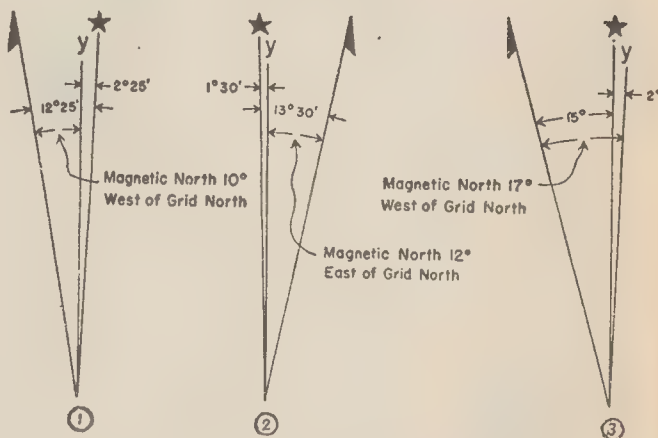 y
2°25'
12°25'
Magnetic North 10°
West of Grid North
1
y
1°30'
13°30'
Magnetic North 12°
East of Grid North
2
y
2°
15°
Magnetic North 17°
West of Grid North
3